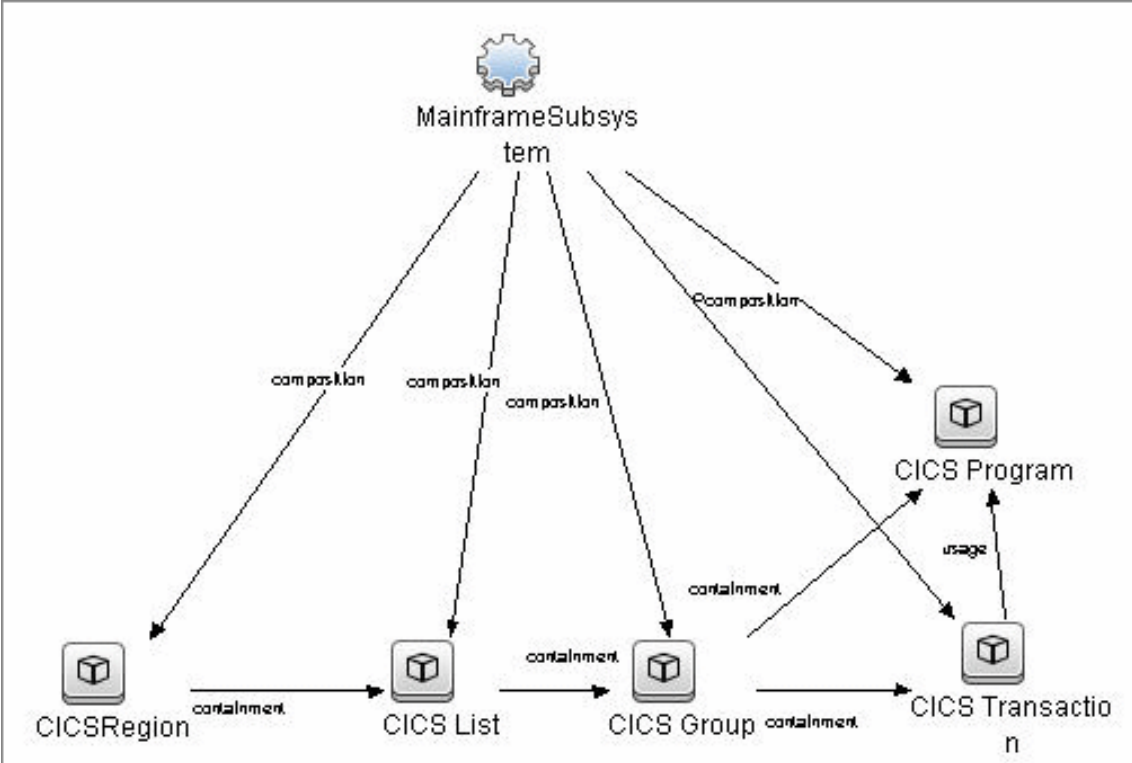 MainframeSubsys
tem
Pcomposition
composition
composition
composition
CICS Program
usage
containment
containment
containment
containment
CICSRegion
CICS List
CICS Group
CICS Transactio
n